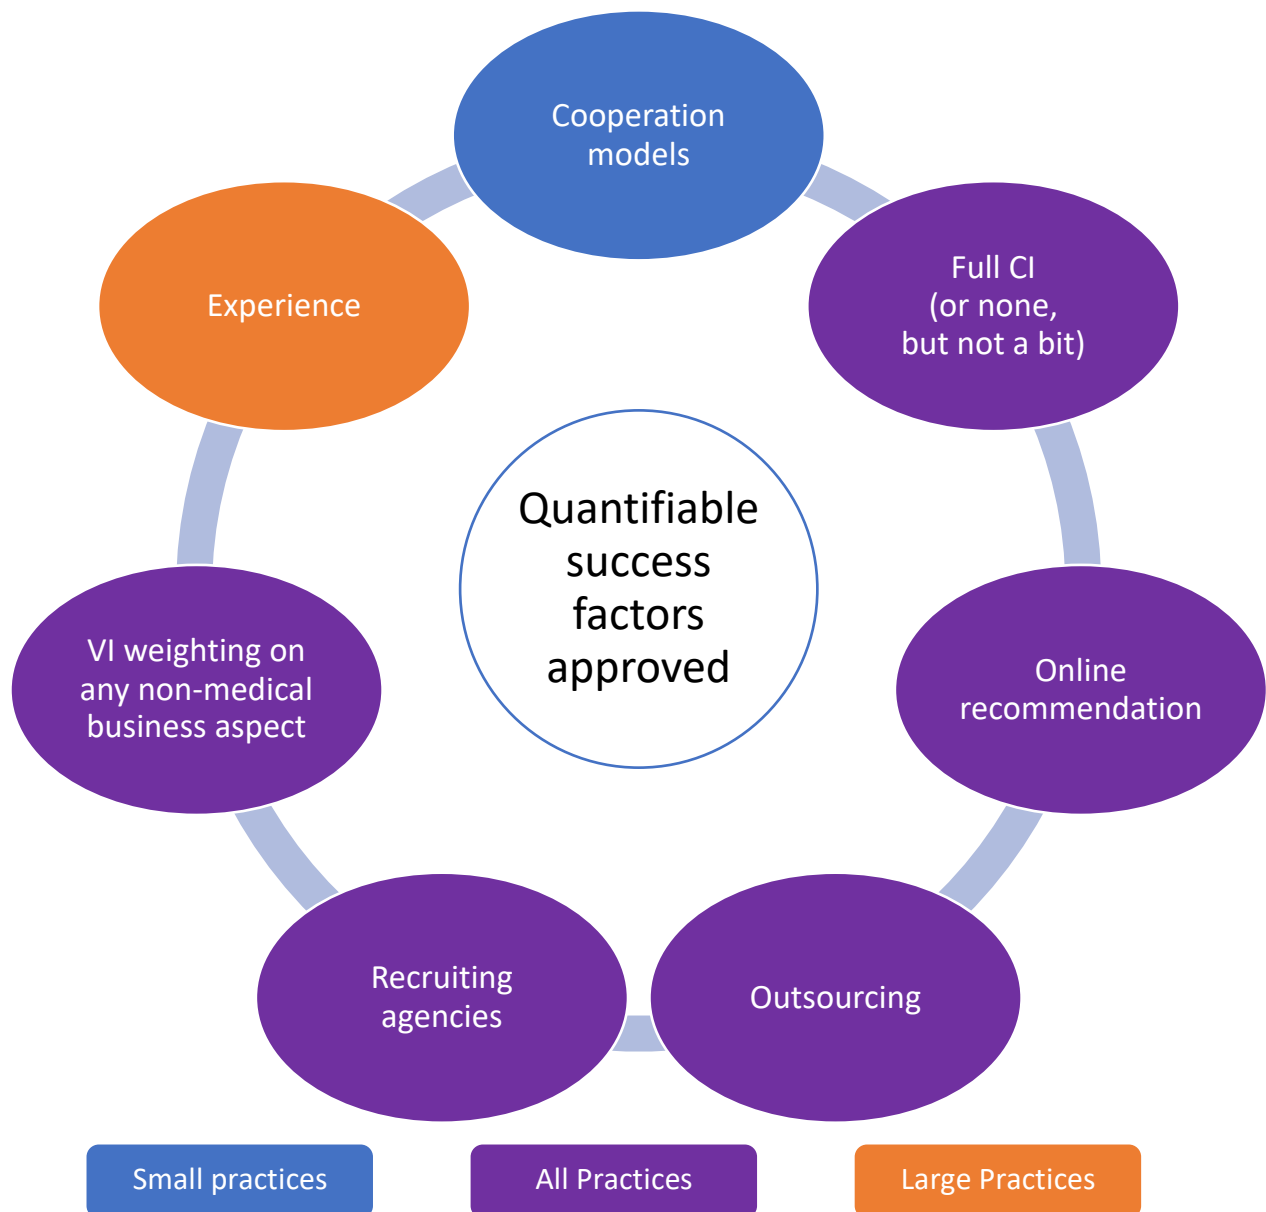 Cooperation
models
Full CI
(or none,
but not a bit)
Experience
Quantifiable
success
factors
approved
VI weighting on
any non-medical
business aspect
Online
recommendation
Recruiting
agencies
Outsourcing
Small practices
All Practices
Large Practices